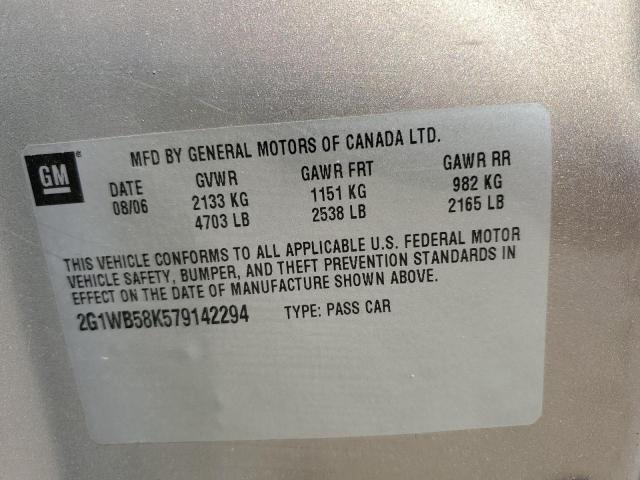 GM ®
MFD BY GENERAL MOTORS OF CANADA LTD.
DATE GVWR GAWR FRT GAWR RR
08/06 2133 KG 1151 KG 982 KG
4703 LB 2538 LB 2165 LB
THIS VEHICLE CONFORMS TO ALL APPLICABLE U.S. FEDERAL MOTOR
VEHICLE SAFETY, BUMPER, AND THEFT PREVENTION STANDARDS IN
EFFECT ON THE DATE OF MANUFACTURE SHOWN ABOVE.
2G1WB58K579142294 TYPE: PASS CAR